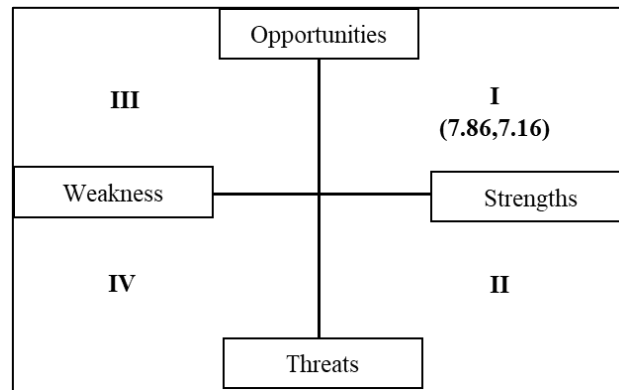 Opportunities
III
I
(7.86,7.16)
Weakness
Strengths
IV
II
Threats